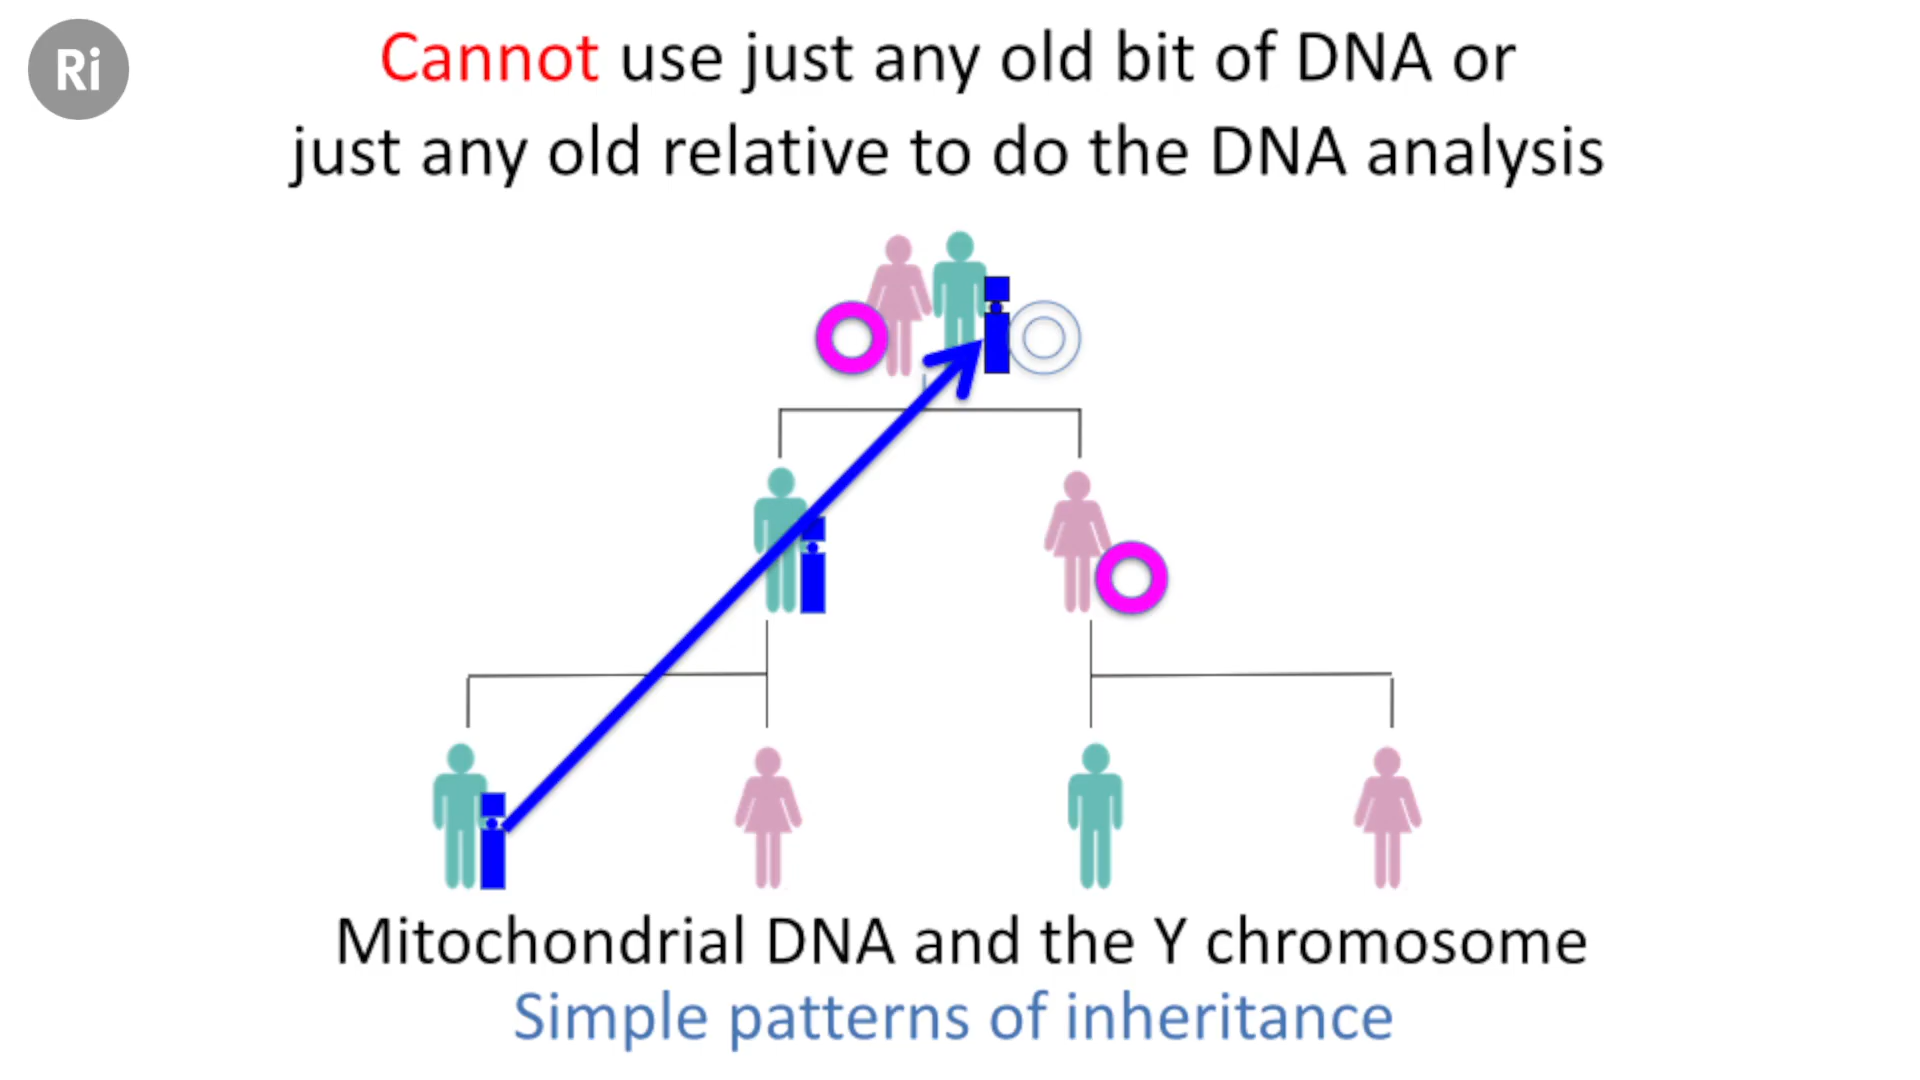 Ri
Cannot use just any old bit of DNA or
just any old relative to do the DNA analysis
Mitochondrial DNA and the Y chromosome
Simple patterns of inheritance